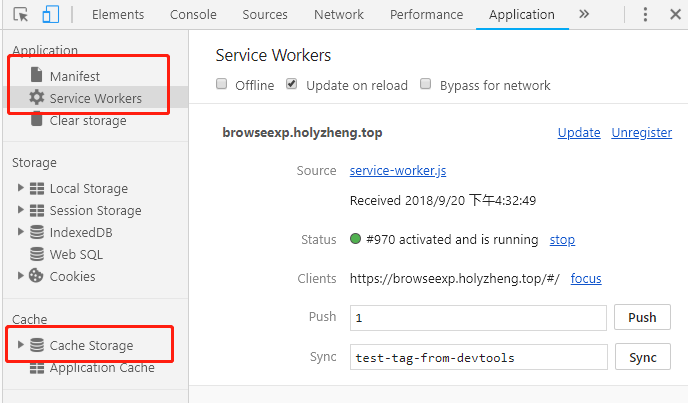 Elements Console Sources Network Performance Application »
Application
Manifest
Service Workers
Clear storage
Storage
Local Storage
Session Storage
IndexedDB
Web SQL
Cookies
Cache
Cache Storage
Application Cache
Service Workers
Offline Update on reload Bypass for network
browseexp.holyzheng.top Update Unregister
Source service-worker.js
Received 2018/9/20 下午4:32:49
Status #970 activated and is running stop
Clients https://browseexp.holyzheng.top/#/ focus
Push 1 Push
Sync test-tag-from-devtools Sync